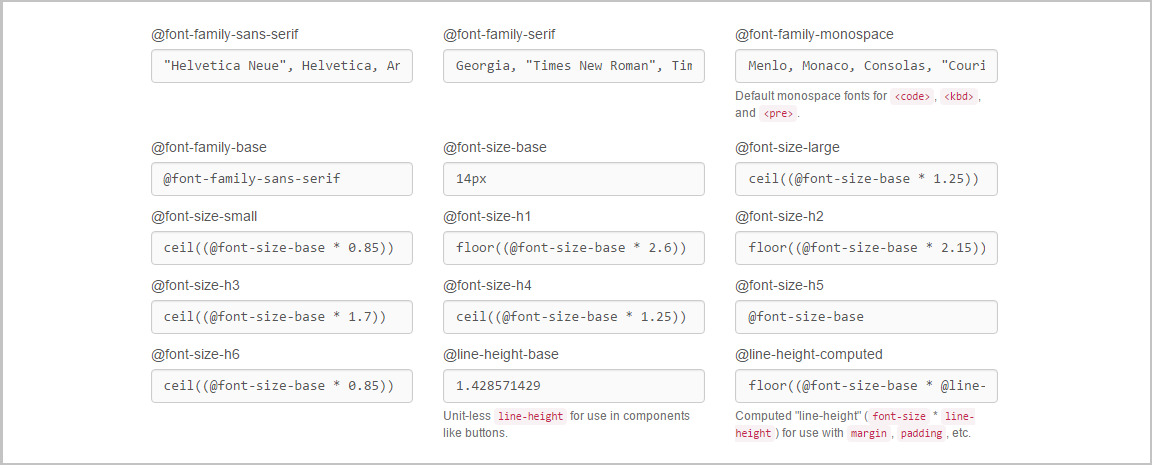 @font-family-sans-serif @font-family-serif @font-family-monospace
"Helvetica Neue", Helvetica, Ar Georgia, "Times New Roman", Tim Menlo, Monaco, Consolas, "Couri
Default monospace fonts for <code>, <kbd>,
and <pre>.
@font-family-base @font-size-base @font-size-large
@font-family-sans-serif 14px ceil((@font-size-base * 1.25))
@font-size-small @font-size-h1 @font-size-h2
ceil((@font-size-base * 0.85)) floor((@font-size-base * 2.6)) floor((@font-size-base * 2.15))
@font-size-h3 @font-size-h4 @font-size-h5
ceil((@font-size-base * 1.7)) ceil((@font-size-base * 1.25)) @font-size-base
@font-size-h6 @line-height-base @line-height-computed
ceil((@font-size-base * 0.85)) 1.428571429 floor((@font-size-base * @line-
Unit-less line-height for use in components Computed "line-height" ( font-size * line-
like buttons. height ) for use with margin, padding, etc.